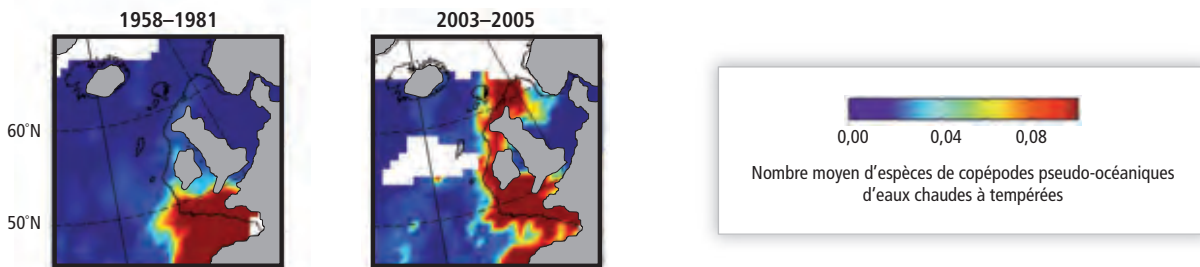 1958–1981
2003–2005
60°N
50°N
0,00 0,04 0,08
Nombre moyen d'espèces de copépodes pseudo-océaniques
d'eaux chaudes à tempérées